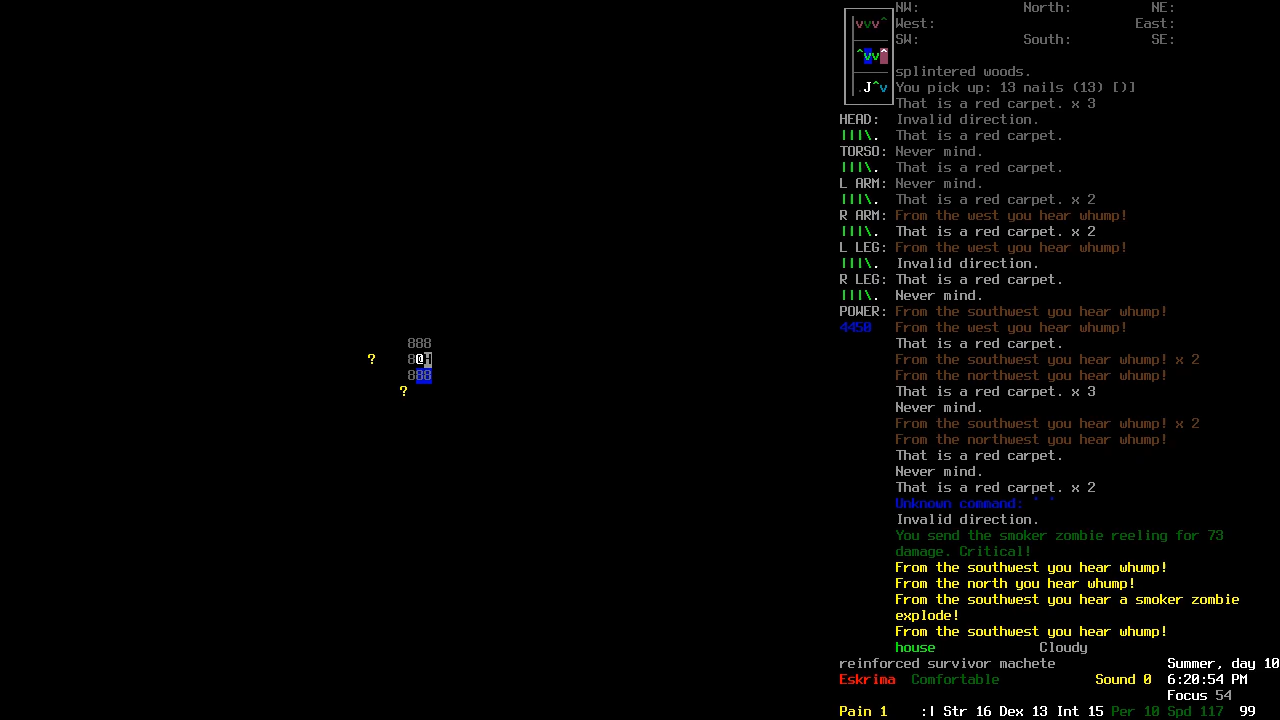 NW: North: NE:
West: East:
SW: South: SE:
vvv^
^vvv^
.J^v
splintered woods.
You pick up: 13 nails (13) [)]
That is a red carpet. x 3
HEAD: Invalid direction.
|||\. That is a red carpet.
TORSO: Never mind.
|||\. That is a red carpet.
L ARM: Never mind.
|||\. That is a red carpet. x 2
R ARM: From the west you hear whump!
|||\. That is a red carpet. x 2
L LEG: From the west you hear whump!
|||\. Invalid direction.
R LEG: That is a red carpet.
|||\. Never mind.
POWER: From the southwest you hear whump!
4450 From the west you hear whump!
888 That is a red carpet.
? 8@T From the southwest you hear whump! x 2
888 From the northwest you hear whump!
? That is a red carpet. x 3
Never mind.
From the southwest you hear whump! x 2
From the northwest you hear whump!
That is a red carpet.
Never mind.
That is a red carpet. x 2
Unknown command: ' '
Invalid direction.
You send the smoker zombie reeling for 73
damage. Critical!
From the southwest you hear whump!
From the north you hear whump!
From the southwest you hear a smoker zombie
explode!
From the southwest you hear whump!
house Cloudy
reinforced survivor machete Summer, day 10
Eskrima Comfortable Sound 0 6:20:54 PM
Focus 54
Pain 1 :| Str 16 Dex 13 Int 15 Per 10 Spd 117 99